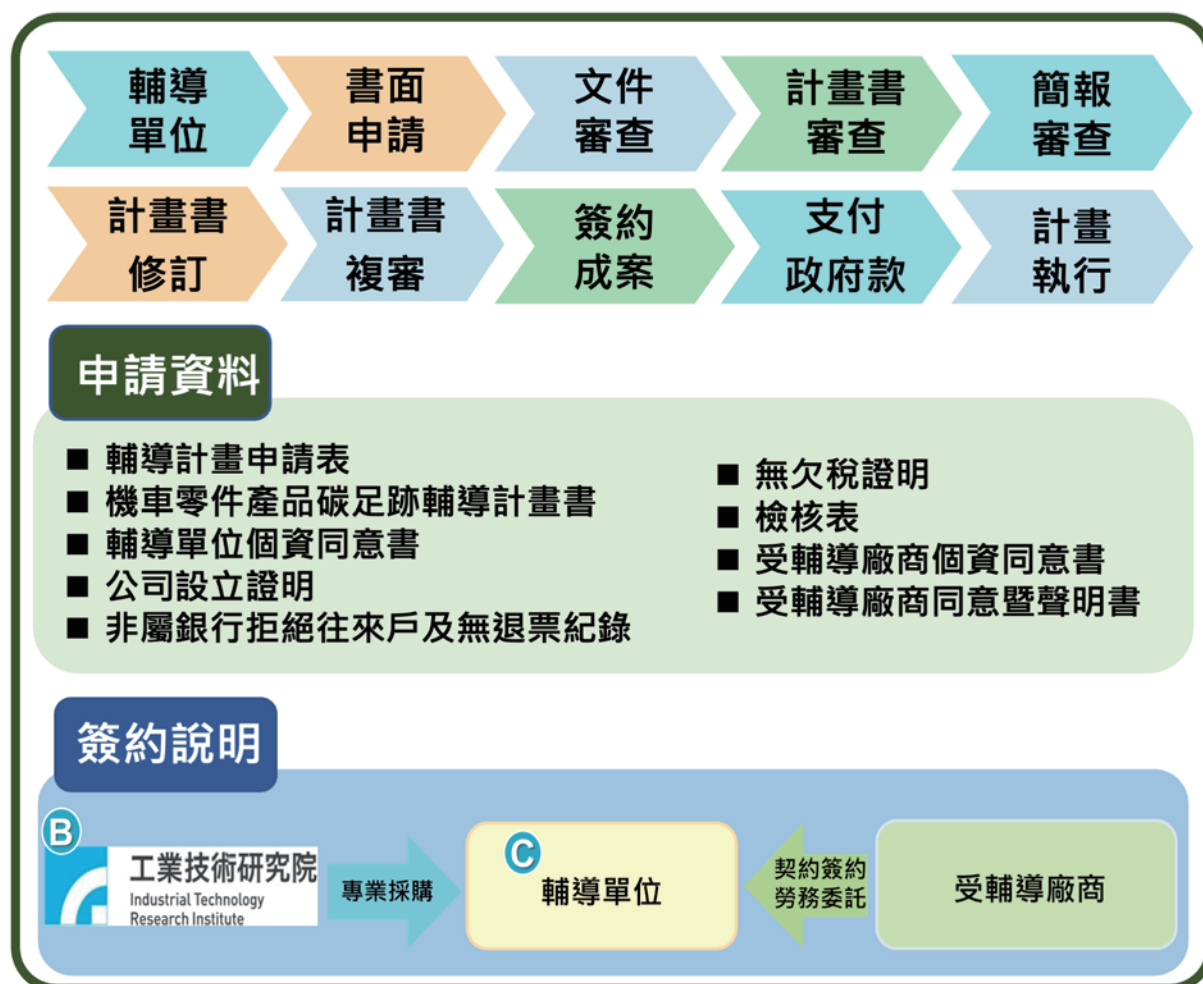 輔導
單位
書面
申請
文件
審查
計畫書
審查
簡報
審查
計畫書
修訂
計畫書
複審
簽約
成案
支付
政府款
計畫
執行
申請資料
■ 輔導計畫申請表
■ 機車零件產品碳足跡輔導計畫書
■ 輔導單位個資同意書
■ 公司設立證明
■ 非屬銀行拒絕往來戶及無退票紀錄
■ 無欠稅證明
■ 檢核表
■ 受輔導廠商個資同意書
■ 受輔導廠商同意暨聲明書
簽約說明
B
工業技術研究院
Industrial Technology
Research Institute
專業採購
C
輔導單位
契約簽約
勞務委託
受輔導廠商